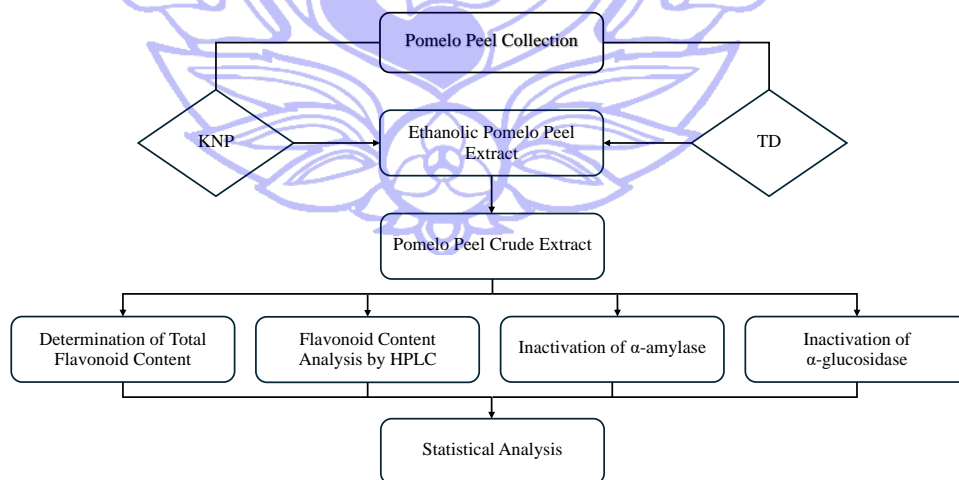 Pomelo Peel Collection
KNP
Ethanolic Pomelo Peel
Extract
TD
Pomelo Peel Crude Extract
Determination of Total
Flavonoid Content
Flavonoid Content
Analysis by HPLC
Inactivation of α-amylase
Inactivation of
α-glucosidase
Statistical Analysis